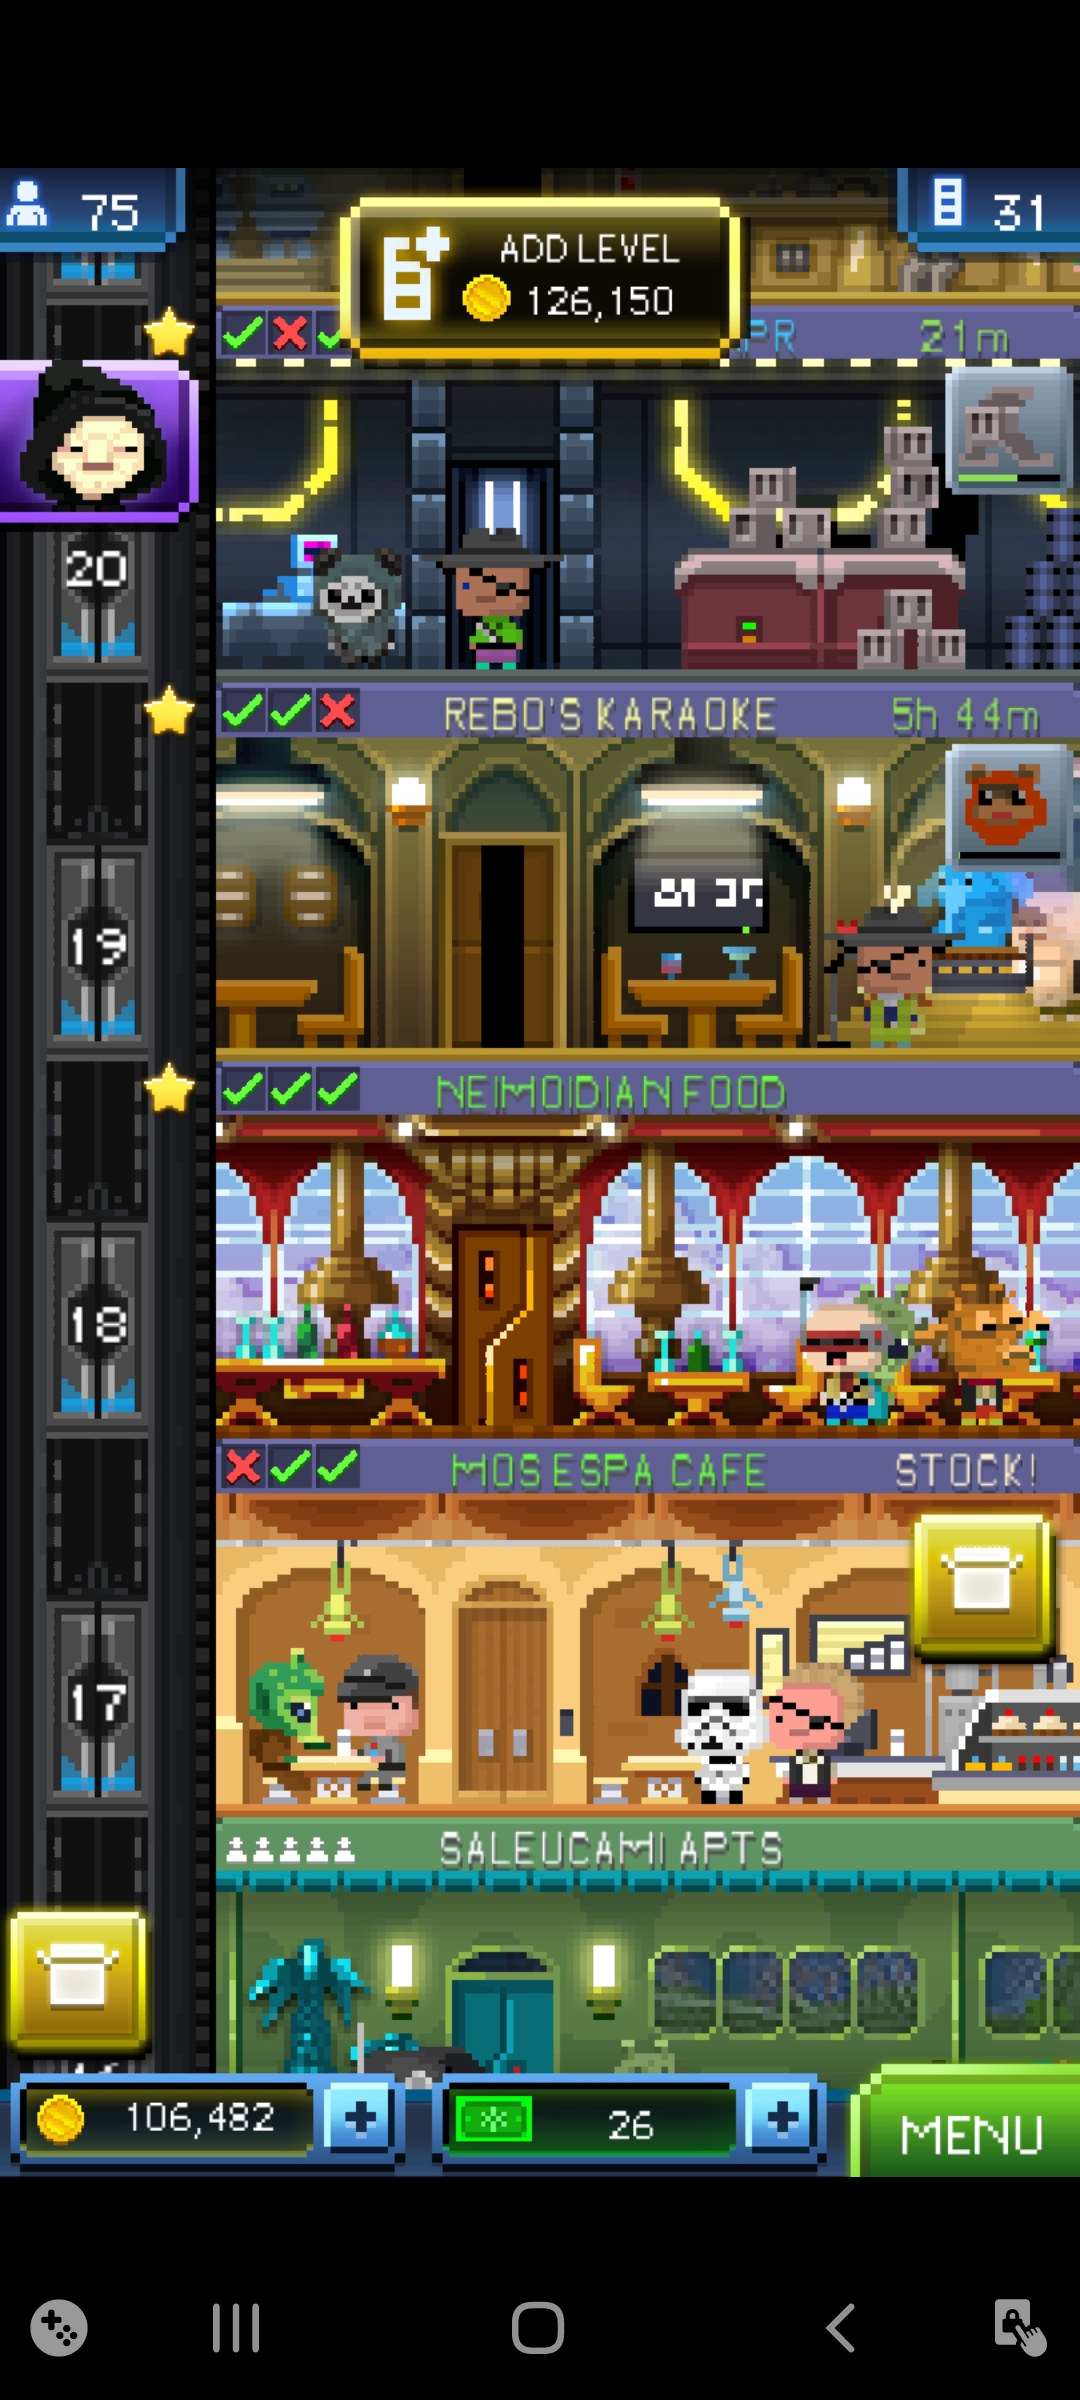 75
ADD LEVEL
126,150
31
21m
20
REBO'S KARAOKE
5h 44m
19
NEIMOIDIAN FOOD
18
MOS ESPA CAFE
STOCK!
17
SALEUCAMI APTS
106,482
26
MENU